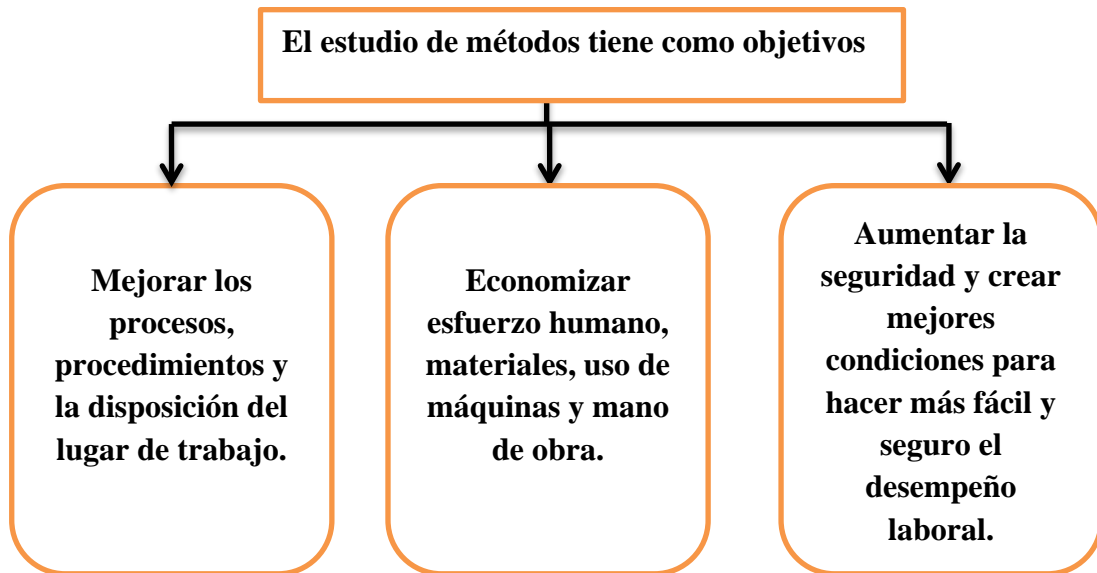 El estudio de métodos tiene como objetivos
Mejorar los
procesos,
procedimientos y
la disposición del
lugar de trabajo.
Economizar
esfuerzo humano,
materiales, uso de
máquinas y mano
de obra.
Aumentar la
seguridad y crear
mejores
condiciones para
hacer más fácil y
seguro el
desempeño
laboral.